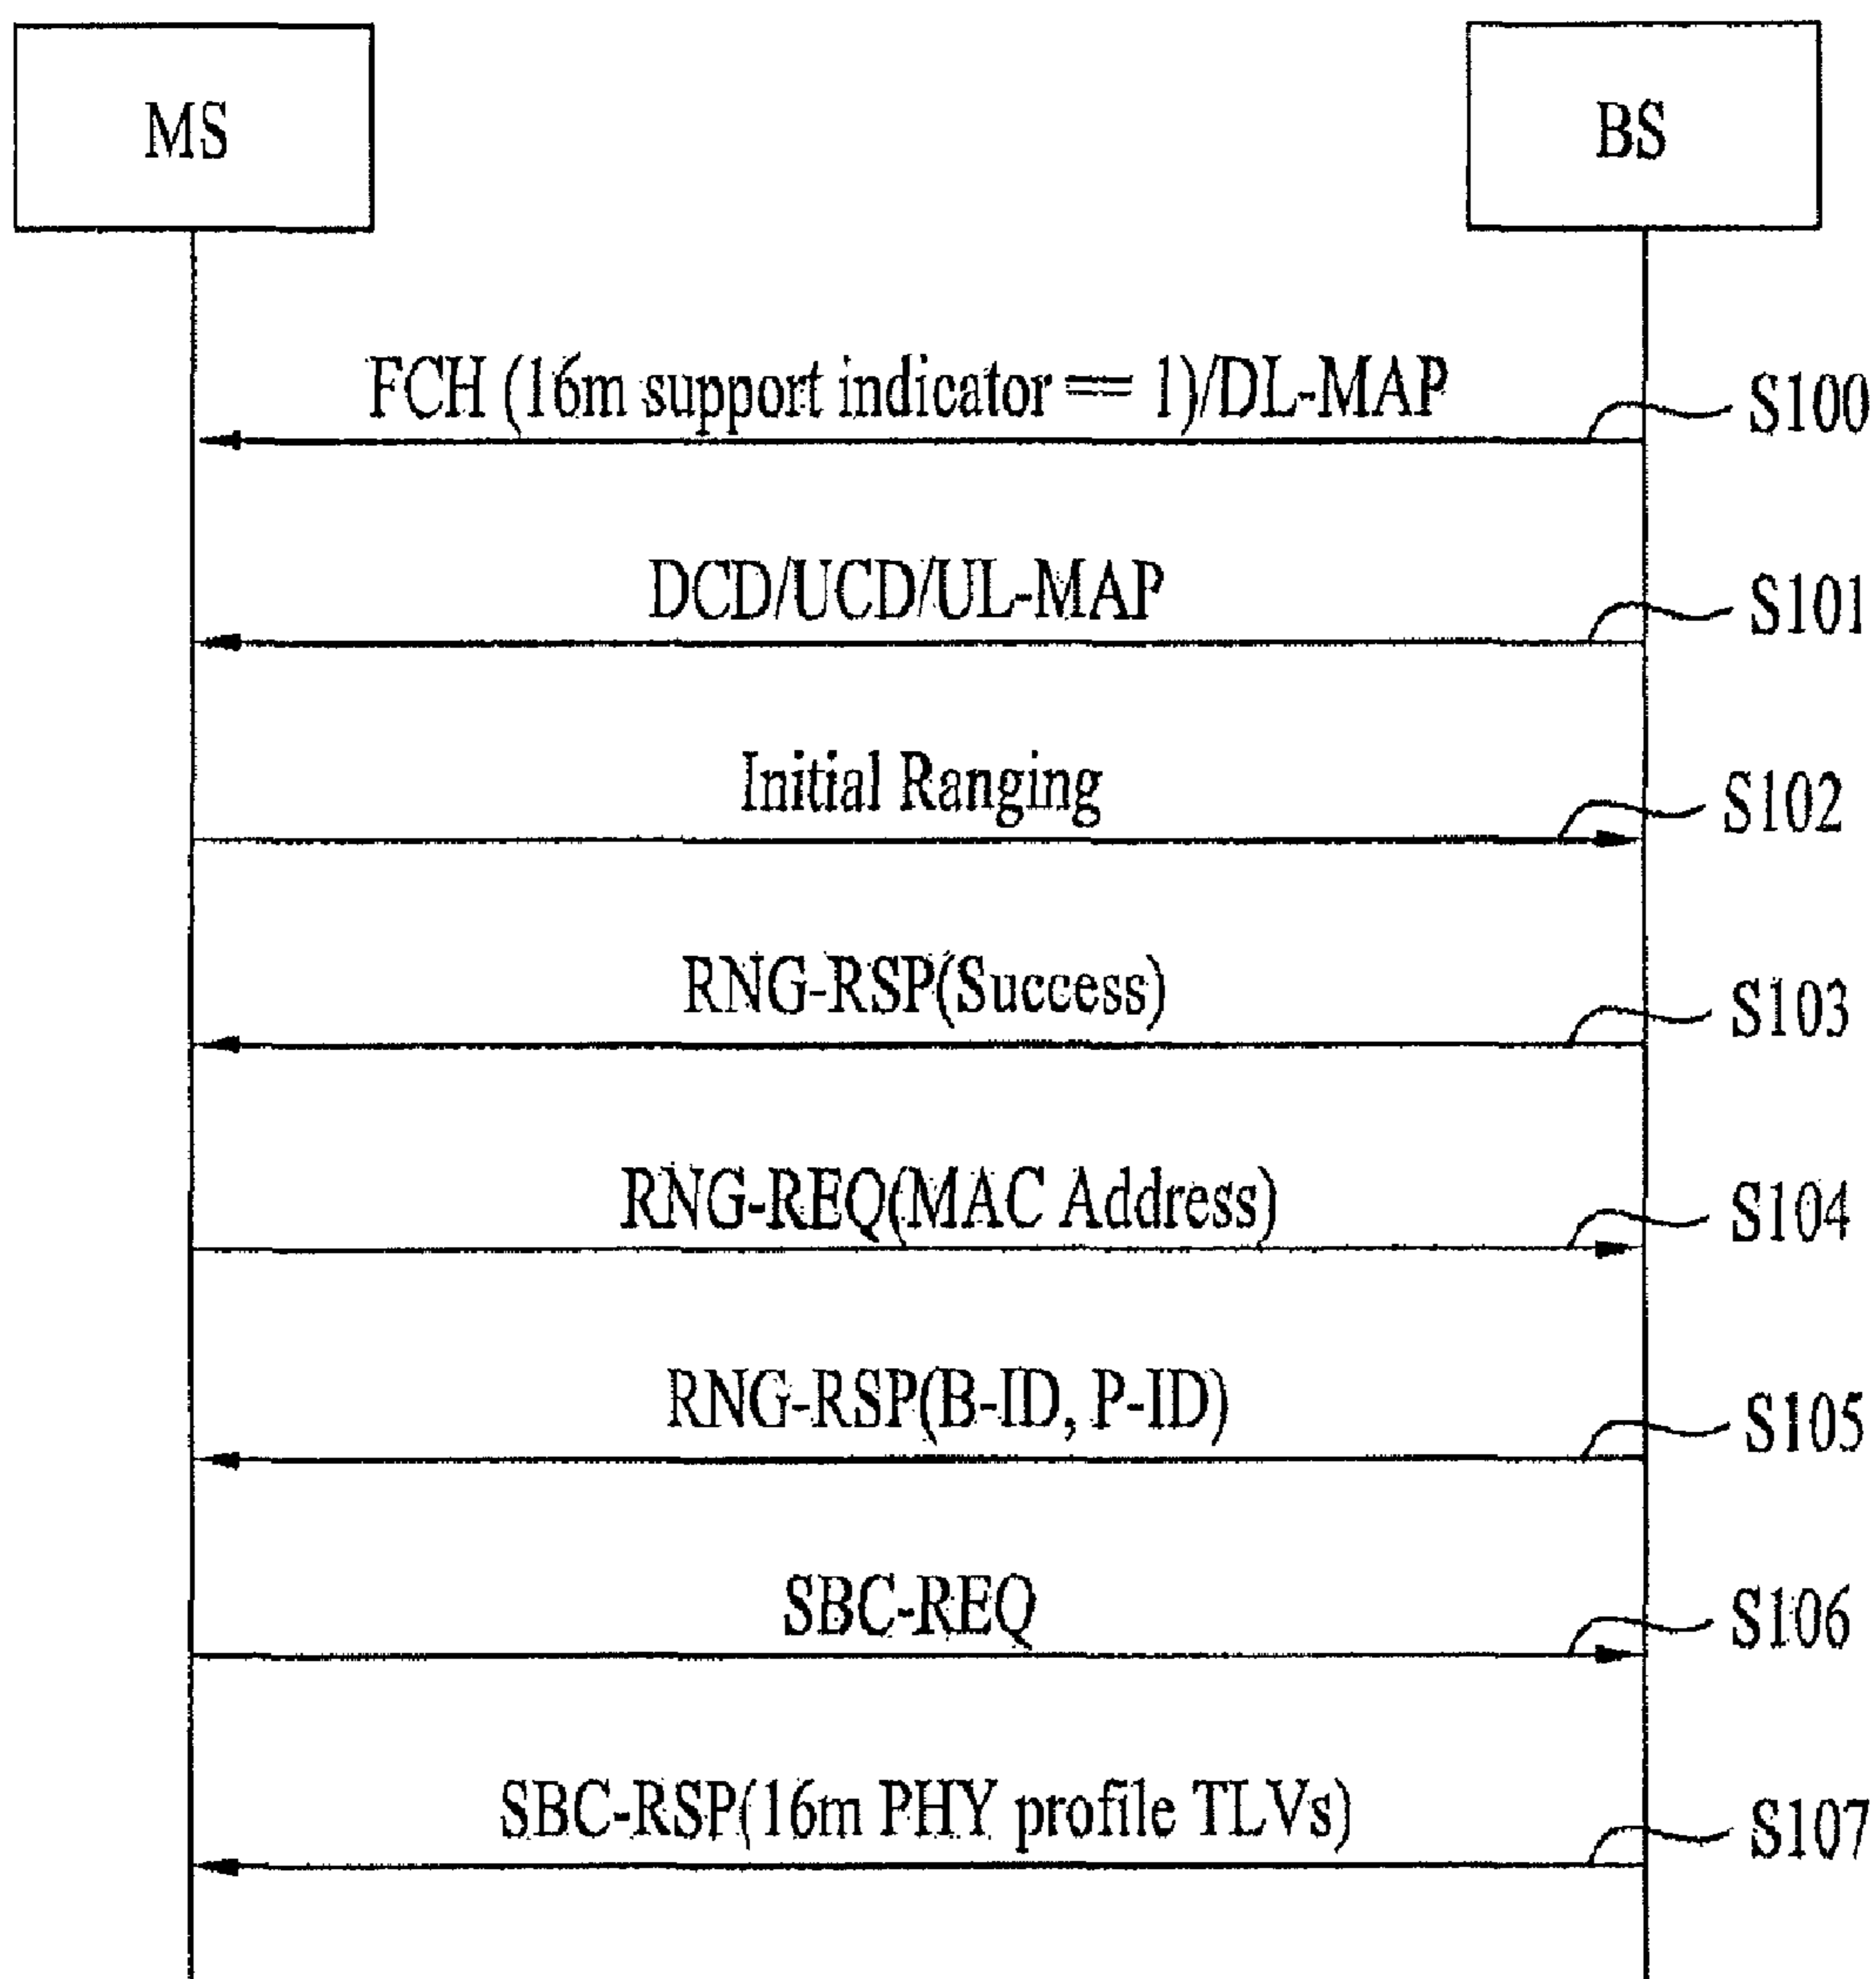 MS
BS
FCH (16m support indicator == 1)/DL-MAP
S100
DCD/UCD/UL-MAP
S101
Initial Ranging
S102
RNG-RSP(Success)
S103
RNG-REQ(MAC Address)
S104
RNG-RSP(B-ID, P-ID)
S105
SBC-REQ
S106
SBC-RSP(16m PHY profile TLVs)
S107